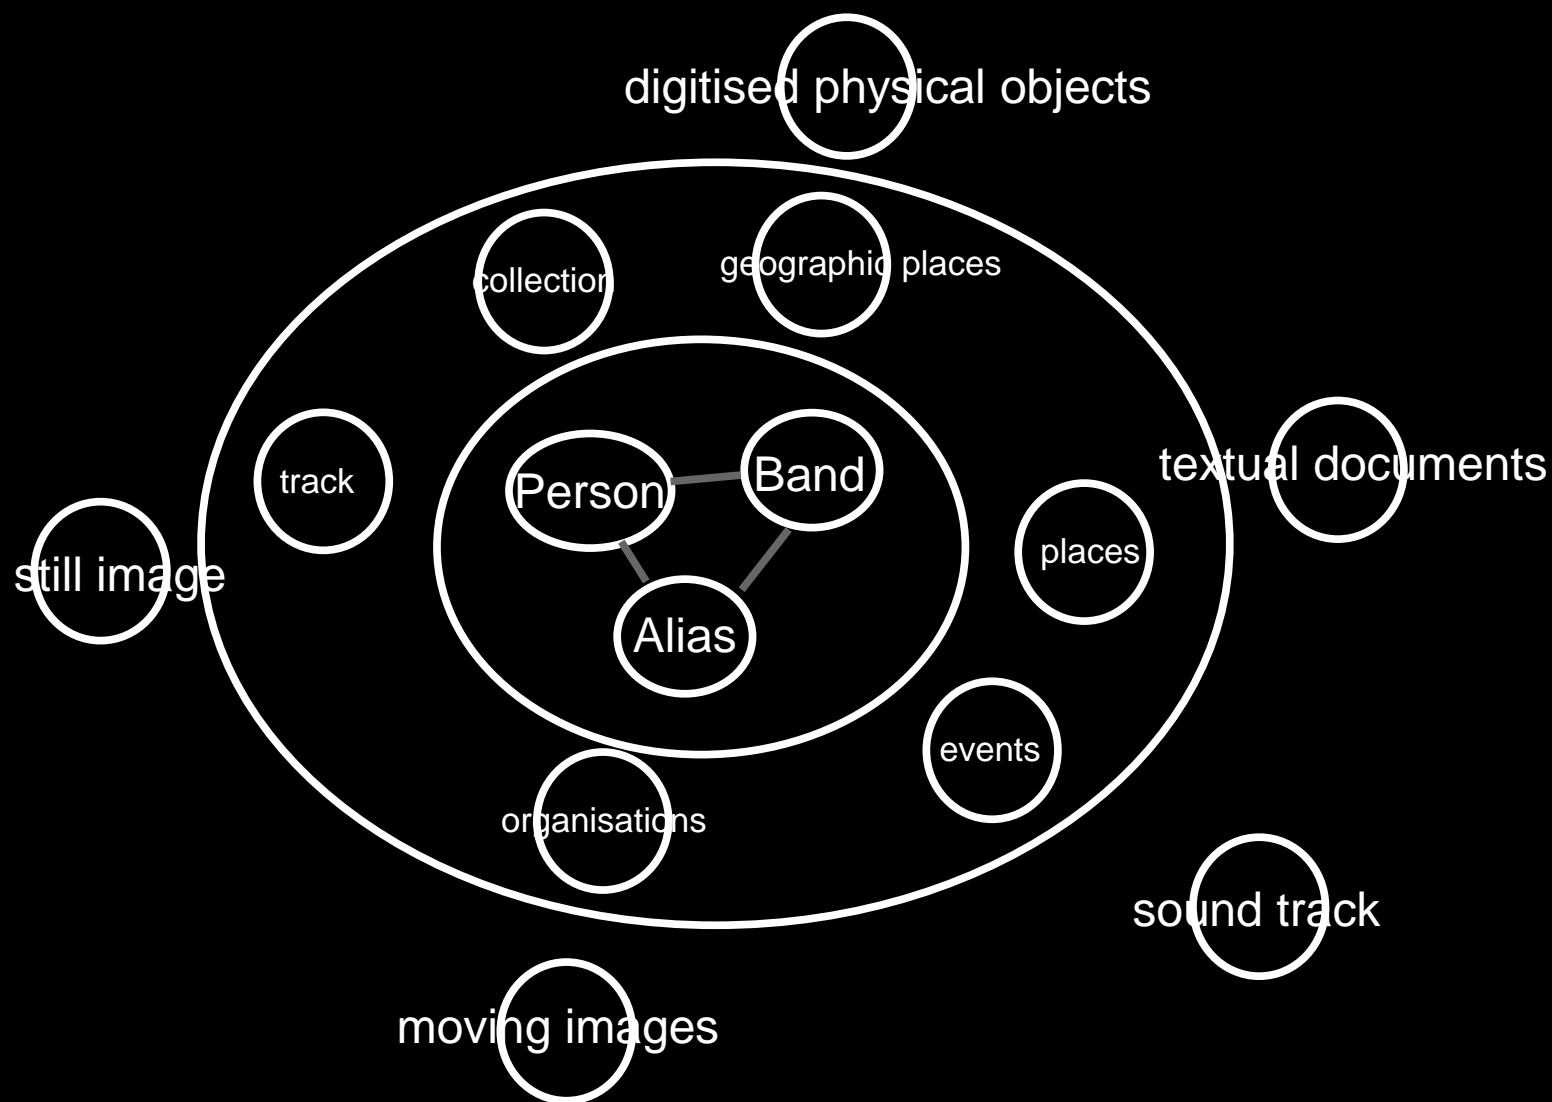 digitised physical objects
collection
geographic places
track
Person
Band
textual documents
still image
places
Alias
events
organisations
sound track
moving images